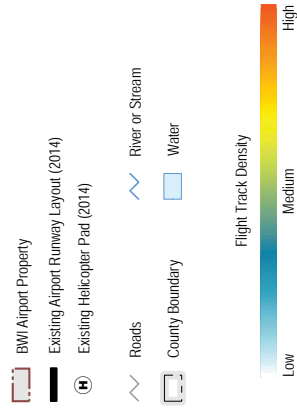 BWI Airport Property
Existing Airport Runway Layout (2014)
H Existing Helicopter Pad (2014)
Roads
River or Stream
County Boundary
Water
Flight Track Density
Low
Medium
High